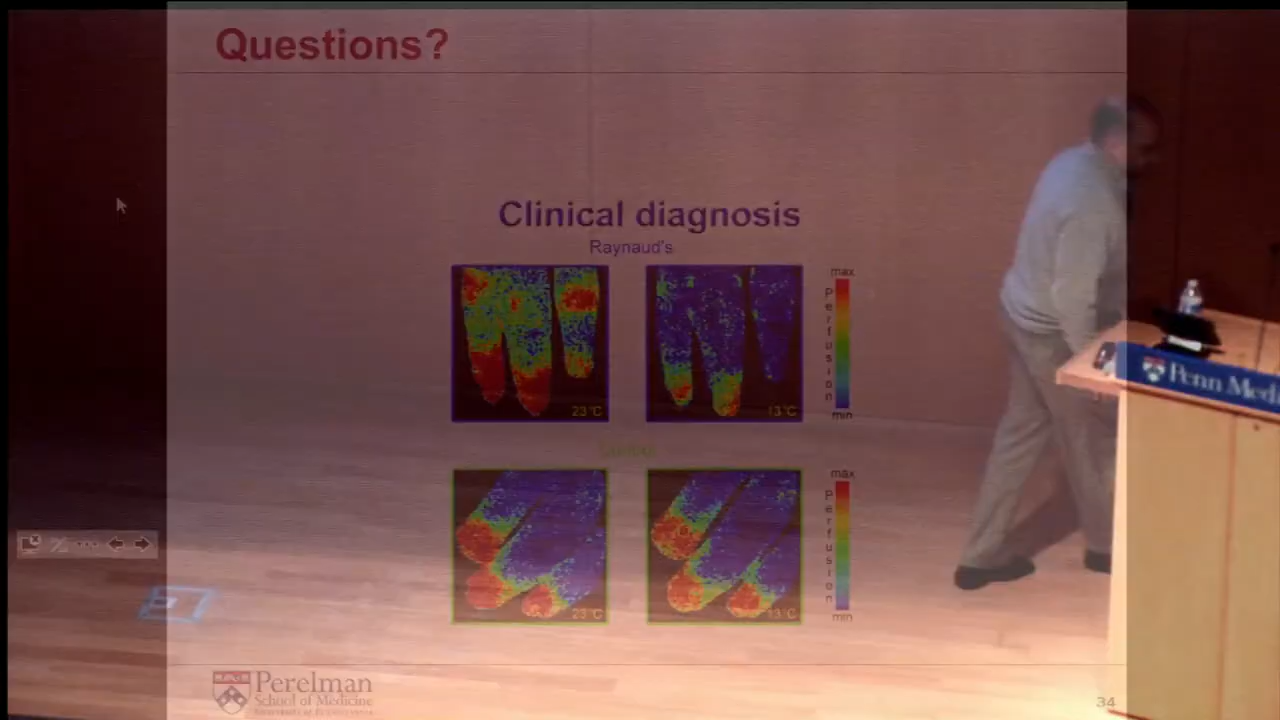 Questions?
Clinical diagnosis
Raynaud's
max
Perfusion
min
23°C
13°C
max
Perfusion
min
23°C
13°C
Penn Medi
Perelman
School of Medicine
34